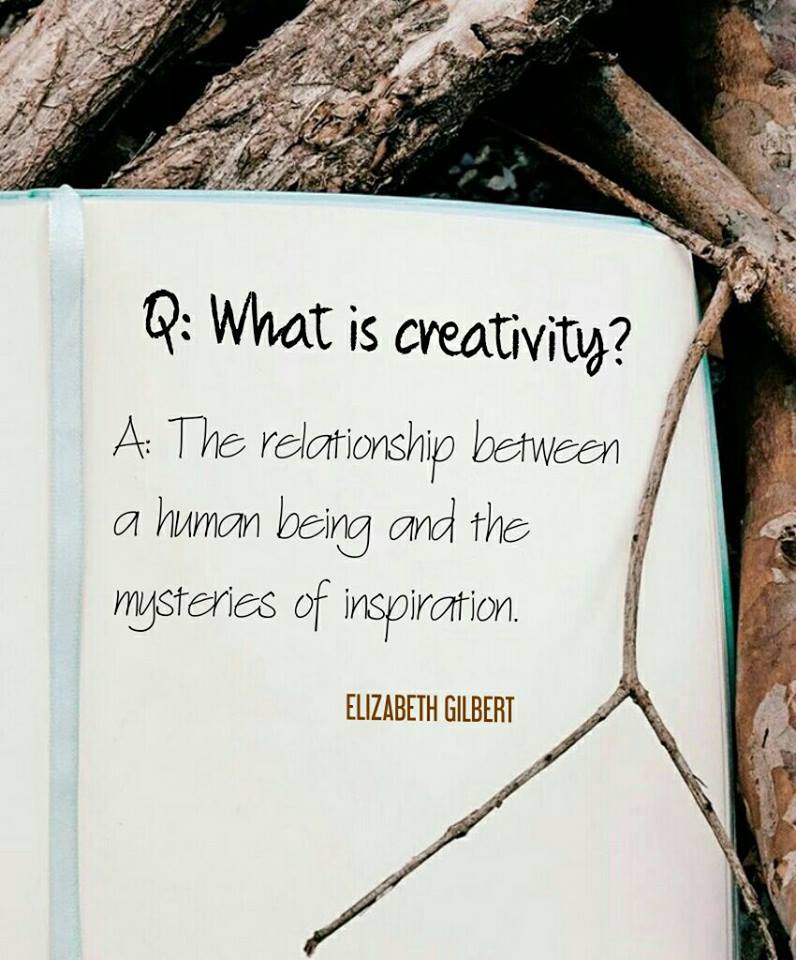 Q: What is creativity?
A: The relationship between
a human being and the
mysteries of inspiration.
ELIZABETH GILBERT